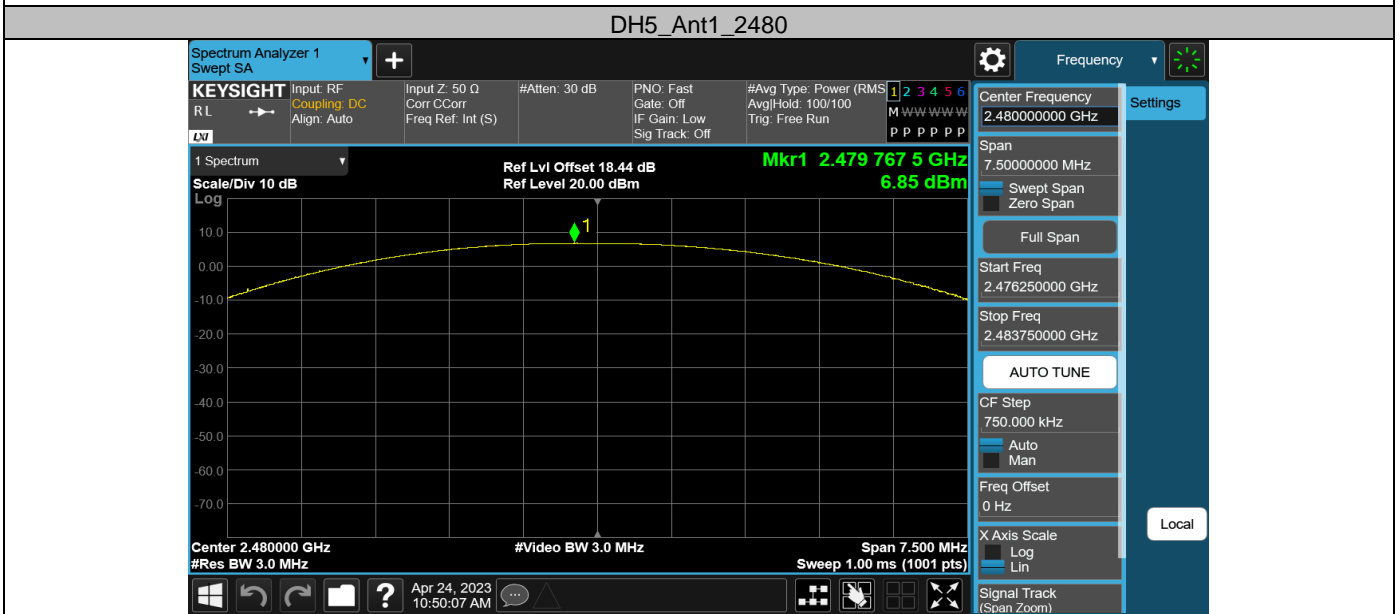 DH5_Ant1_2480
Spectrum Analyzer 1
Swept SA
+
Frequency
KEYSIGHT
RL
LXI
Input: RF
Coupling: DC
Align: Auto
Input Z: 50 Ω
Corr CCorr
Freq Ref: Int (S)
#Atten: 30 dB
PNO: Fast
Gate: Off
IF Gain: Low
Sig Track: Off
#Avg Type: Power (RMS
Avg|Hold: 100/100
Trig: Free Run
1 2 3 4 5 6
M W W W W W
P P P P P P
1 Spectrum
Scale/Div 10 dB
Log
Ref Lvl Offset 18.44 dB
Ref Level 20.00 dBm
Mkr1 2.479 767 5 GHz
6.85 dBm
1
10.0
0.00
-10.0
-20.0
-30.0
-40.0
-50.0
-60.0
-70.0
Center 2.480000 GHz
#Res BW 3.0 MHz
#Video BW 3.0 MHz
Span 7.500 MHz
Sweep 1.00 ms (1001 pts)
?
Apr 24, 2023
10:50:07 AM
Center Frequency
2.480000000 GHz
Span
7.50000000 MHz
Swept Span
Zero Span
Full Span
Start Freq
2.476250000 GHz
Stop Freq
2.483750000 GHz
AUTO TUNE
CF Step
750.000 kHz
Auto
Man
Freq Offset
0 Hz
X Axis Scale
Log
Lin
Signal Track
(Span Zoom)
Settings
Local